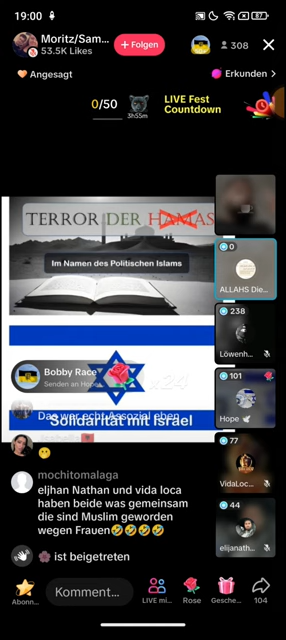 19:00
87
Moritz/Sam...
53.5K Likes
+ Folgen
308
Angesagt
Erkunden >
0/50
3h55m
LIVE Fest
Countdown
TERROR DER HAMAS
Im Namen des Politischen Islams
0
ALLAHS Die...
238
Löwenh...
Bobby Race
Senden an Hope
x24
101
Hope
Das war echt Assozial eben
Solidarität mit Israel
77
VidaLoc...
mochitomalaga
eljhan Nathan und vida loca
haben beide was gemeinsam
die sind Muslim geworden
wegen Frauen🤣🤣🤣🤣
44
elijanath...
🌸 ist beigetreten
Abonn...
Komment...
LIVE mi...
Rose
Gesche...
104